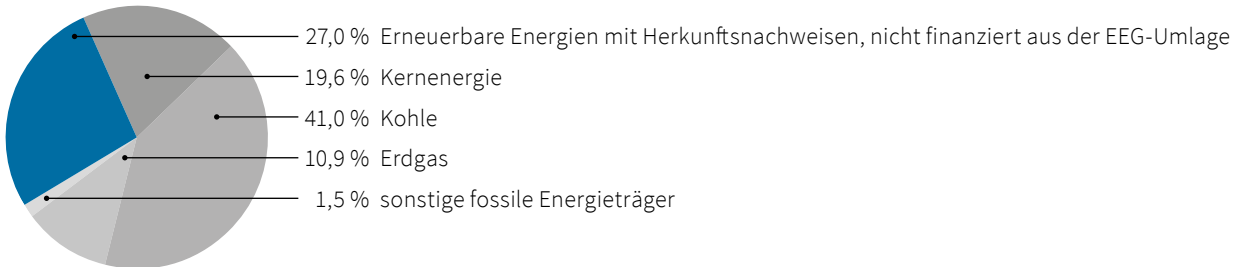 27,0 % Erneuerbare Energien mit Herkunftsnachweisen, nicht finanziert aus der EEG-Umlage
19,6 % Kernenergie
41,0 % Kohle
10,9 % Erdgas
1,5 % sonstige fossile Energieträger